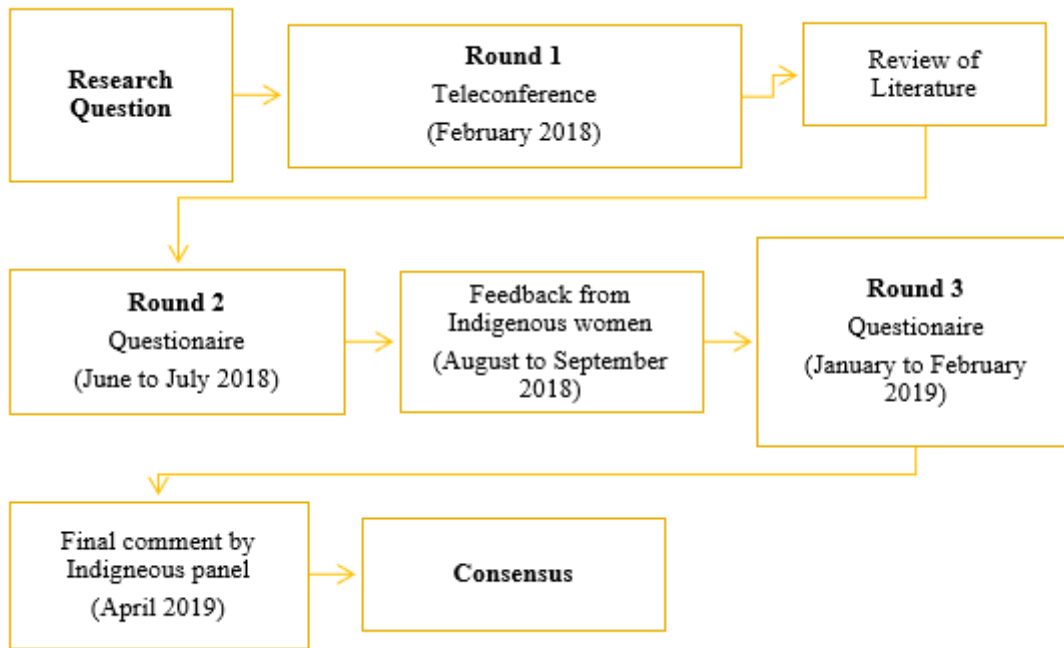 Research
Question
Round 1
Teleconference
(February 2018)
Review of
Literature
Round 2
Questionaire
(June to July 2018)
Feedback from
Indigenous women
(August to September
2018)
Round 3
Questionaire
(January to February
2019)
Final comment by
Indigneous panel
(April 2019)
Consensus